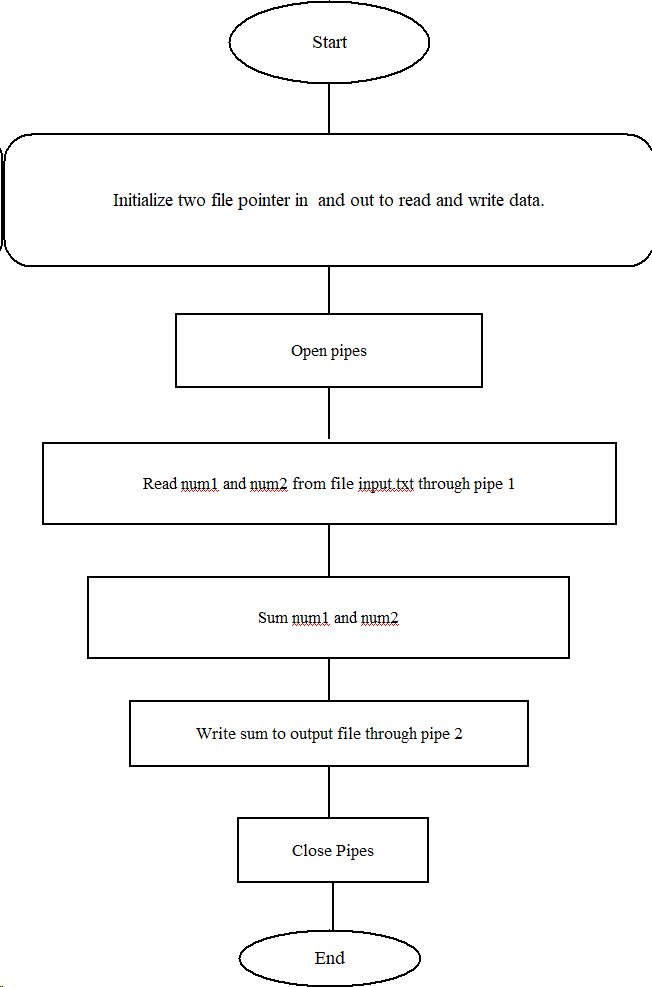 Start
Initialize two file pointer in  and out to read and write data.
Open pipes
Read num1 and num2 from file input.txt through pipe 1
Sum num1 and num2
Write sum to output file through pipe 2
Close Pipes
End